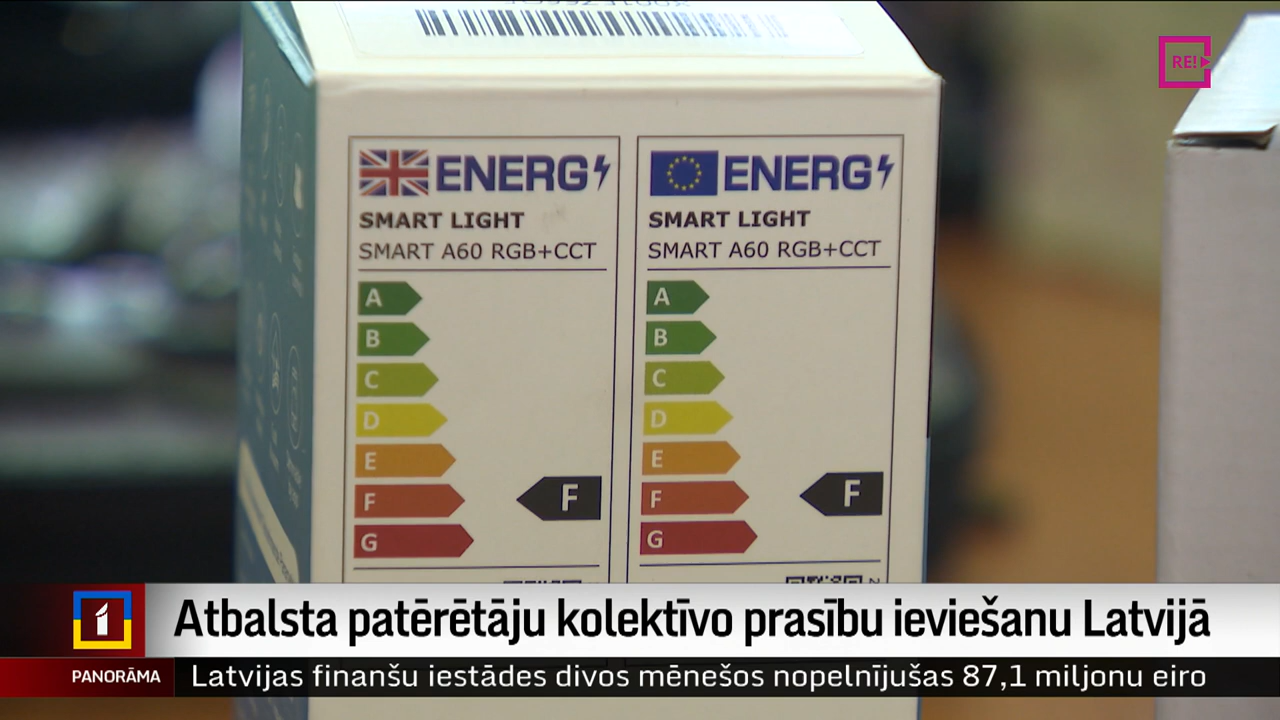 RE!
ENERG
SMART LIGHT
SMART A60 RGB+CCT
A
B
C
D
E
F
G
F
ENERG
SMART LIGHT
SMART A60 RGB+CCT
A
B
C
D
E
F
G
F
1
Atbalsta patērētāju kolektīvo prasību ieviešanu Latvijā
PANORĀMA
Latvijas finanšu iestādes divos mēnešos nopelnījušas 87,1 miljonu eiro